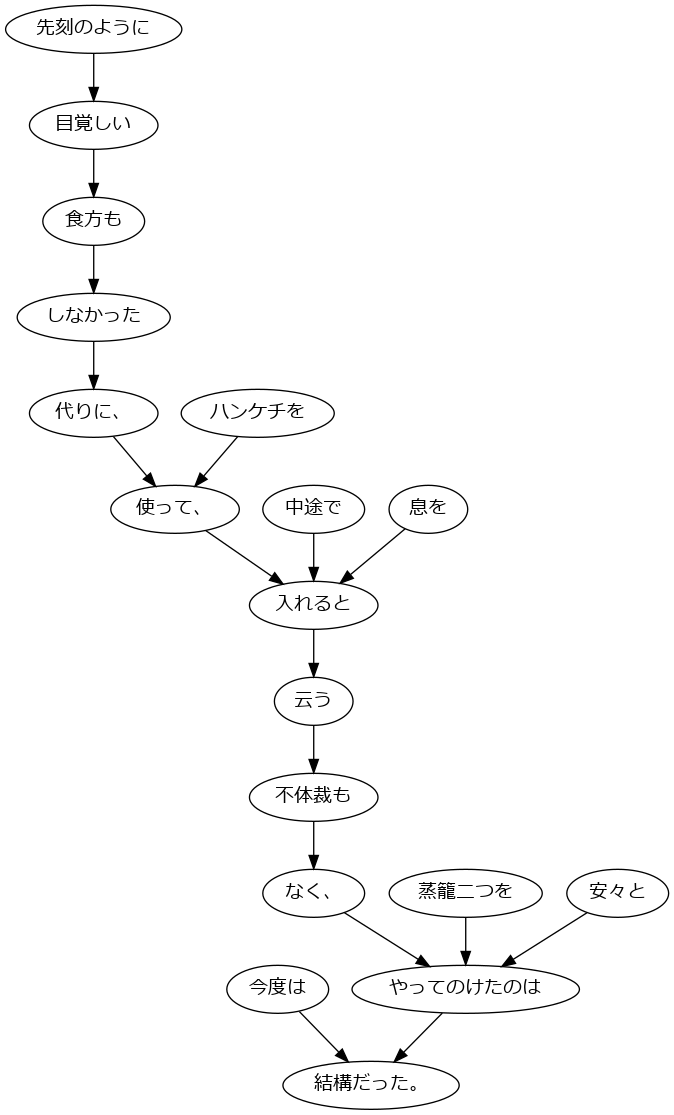 先刻のように
目覚しい
食方も
しなかった
代りに、
ハンケチを
使って、
中途で
息を
入れると
云う
不体裁も
なく、
蒸籠二つを
安々と
今度は
やってのけたのは
結構だった。